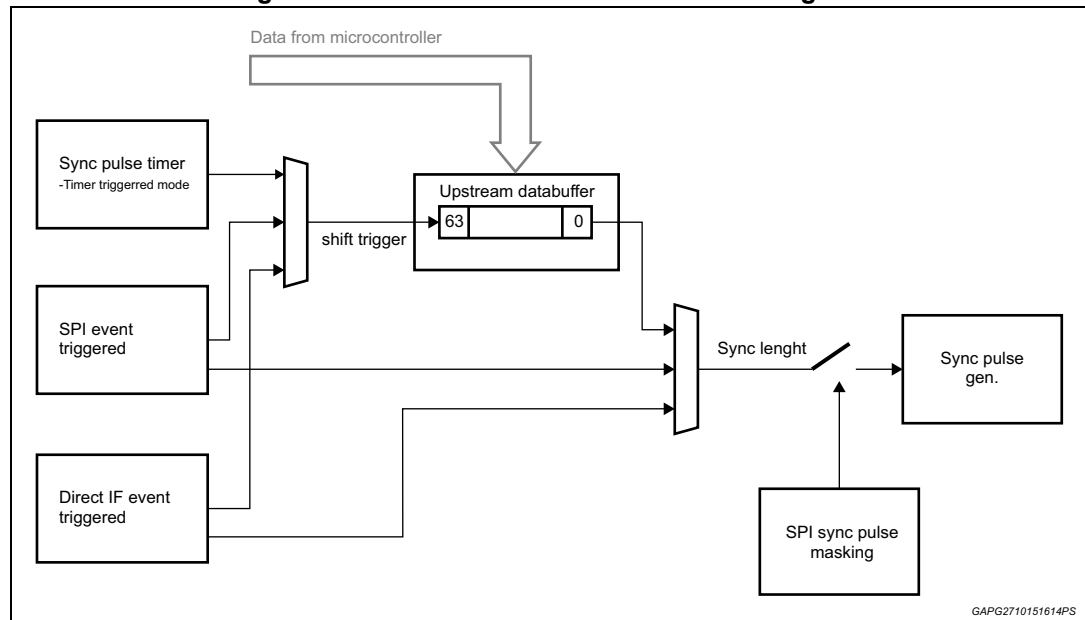 Data from microcontroller
Sync pulse timer
-Timer triggerred mode
Upstream databuffer
63
0
shift trigger
SPI event
triggered
Sync lenght
Sync pulse
gen.
Direct IF event
triggered
SPI sync pulse
masking
GAPG2710151614PS